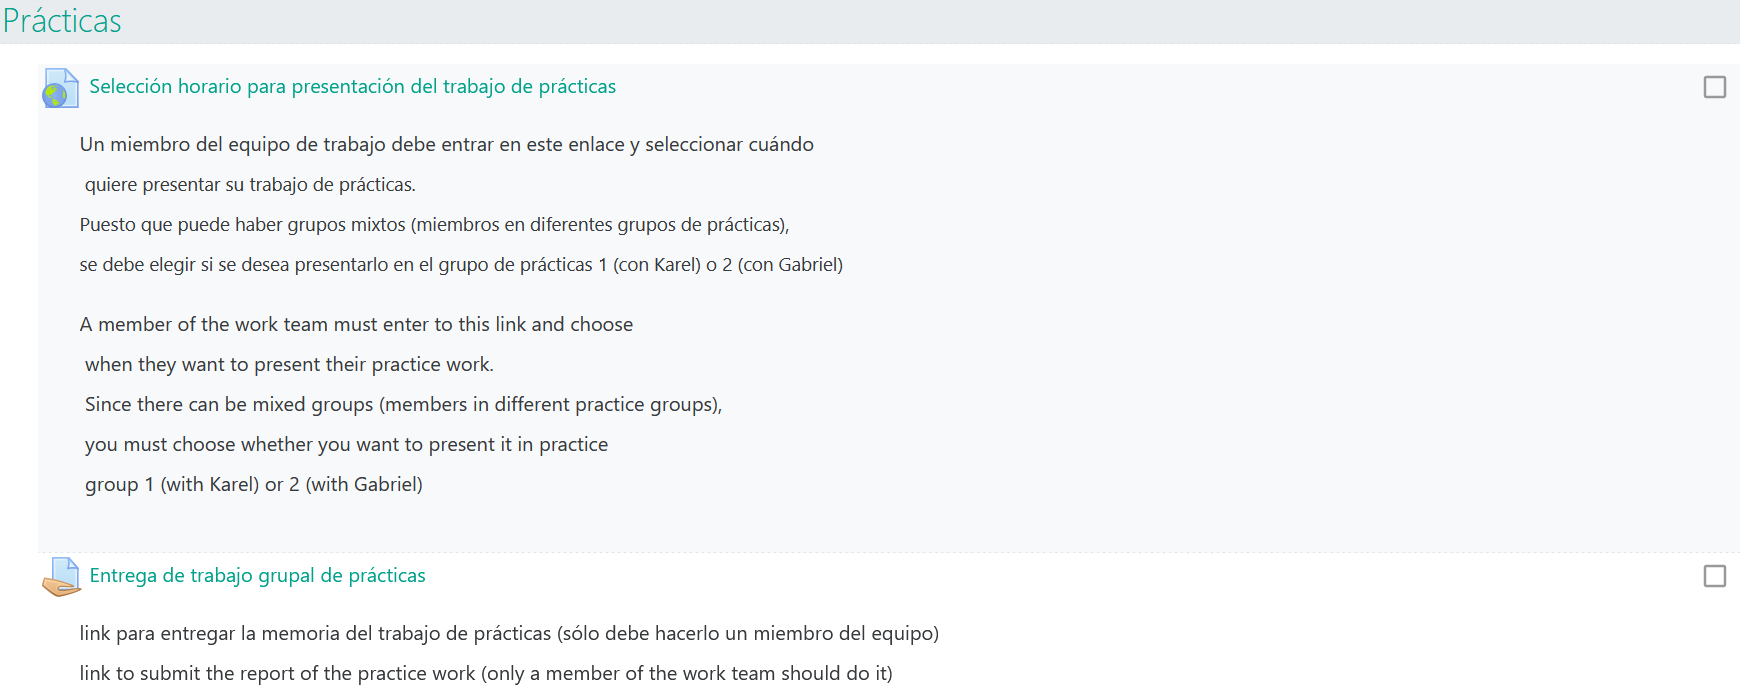 Prácticas
Selección horario para presentación del trabajo de prácticas
Un miembro del equipo de trabajo debe entrar en este enlace y seleccionar cuándo
quiere presentar su trabajo de prácticas.
Puesto que puede haber grupos mixtos (miembros en diferentes grupos de prácticas),
se debe elegir si se desea presentarlo en el grupo de prácticas 1 (con Karel) o 2 (con Gabriel)
A member of the work team must enter to this link and choose
when they want to present their practice work.
Since there can be mixed groups (members in different practice groups),
you must choose whether you want to present it in practice
group 1 (with Karel) or 2 (with Gabriel)
Entrega de trabajo grupal de prácticas
link para entregar la memoria del trabajo de prácticas (sólo debe hacerlo un miembro del equipo)
link to submit the report of the practice work (only a member of the work team should do it)